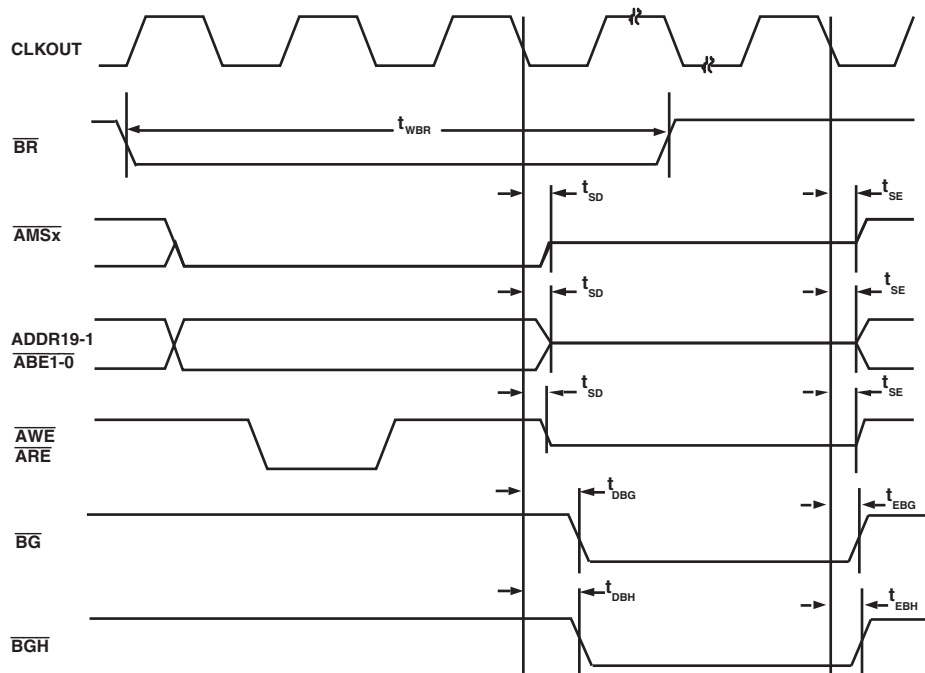 CLKOUT
BR
tWBR
AMSx
tSD
tSE
ADDR19-1
ABE1-0
tSD
tSE
AWE
ARE
tSD
tSE
BG
tDBG
tEBG
BGH
tDBH
tEBH